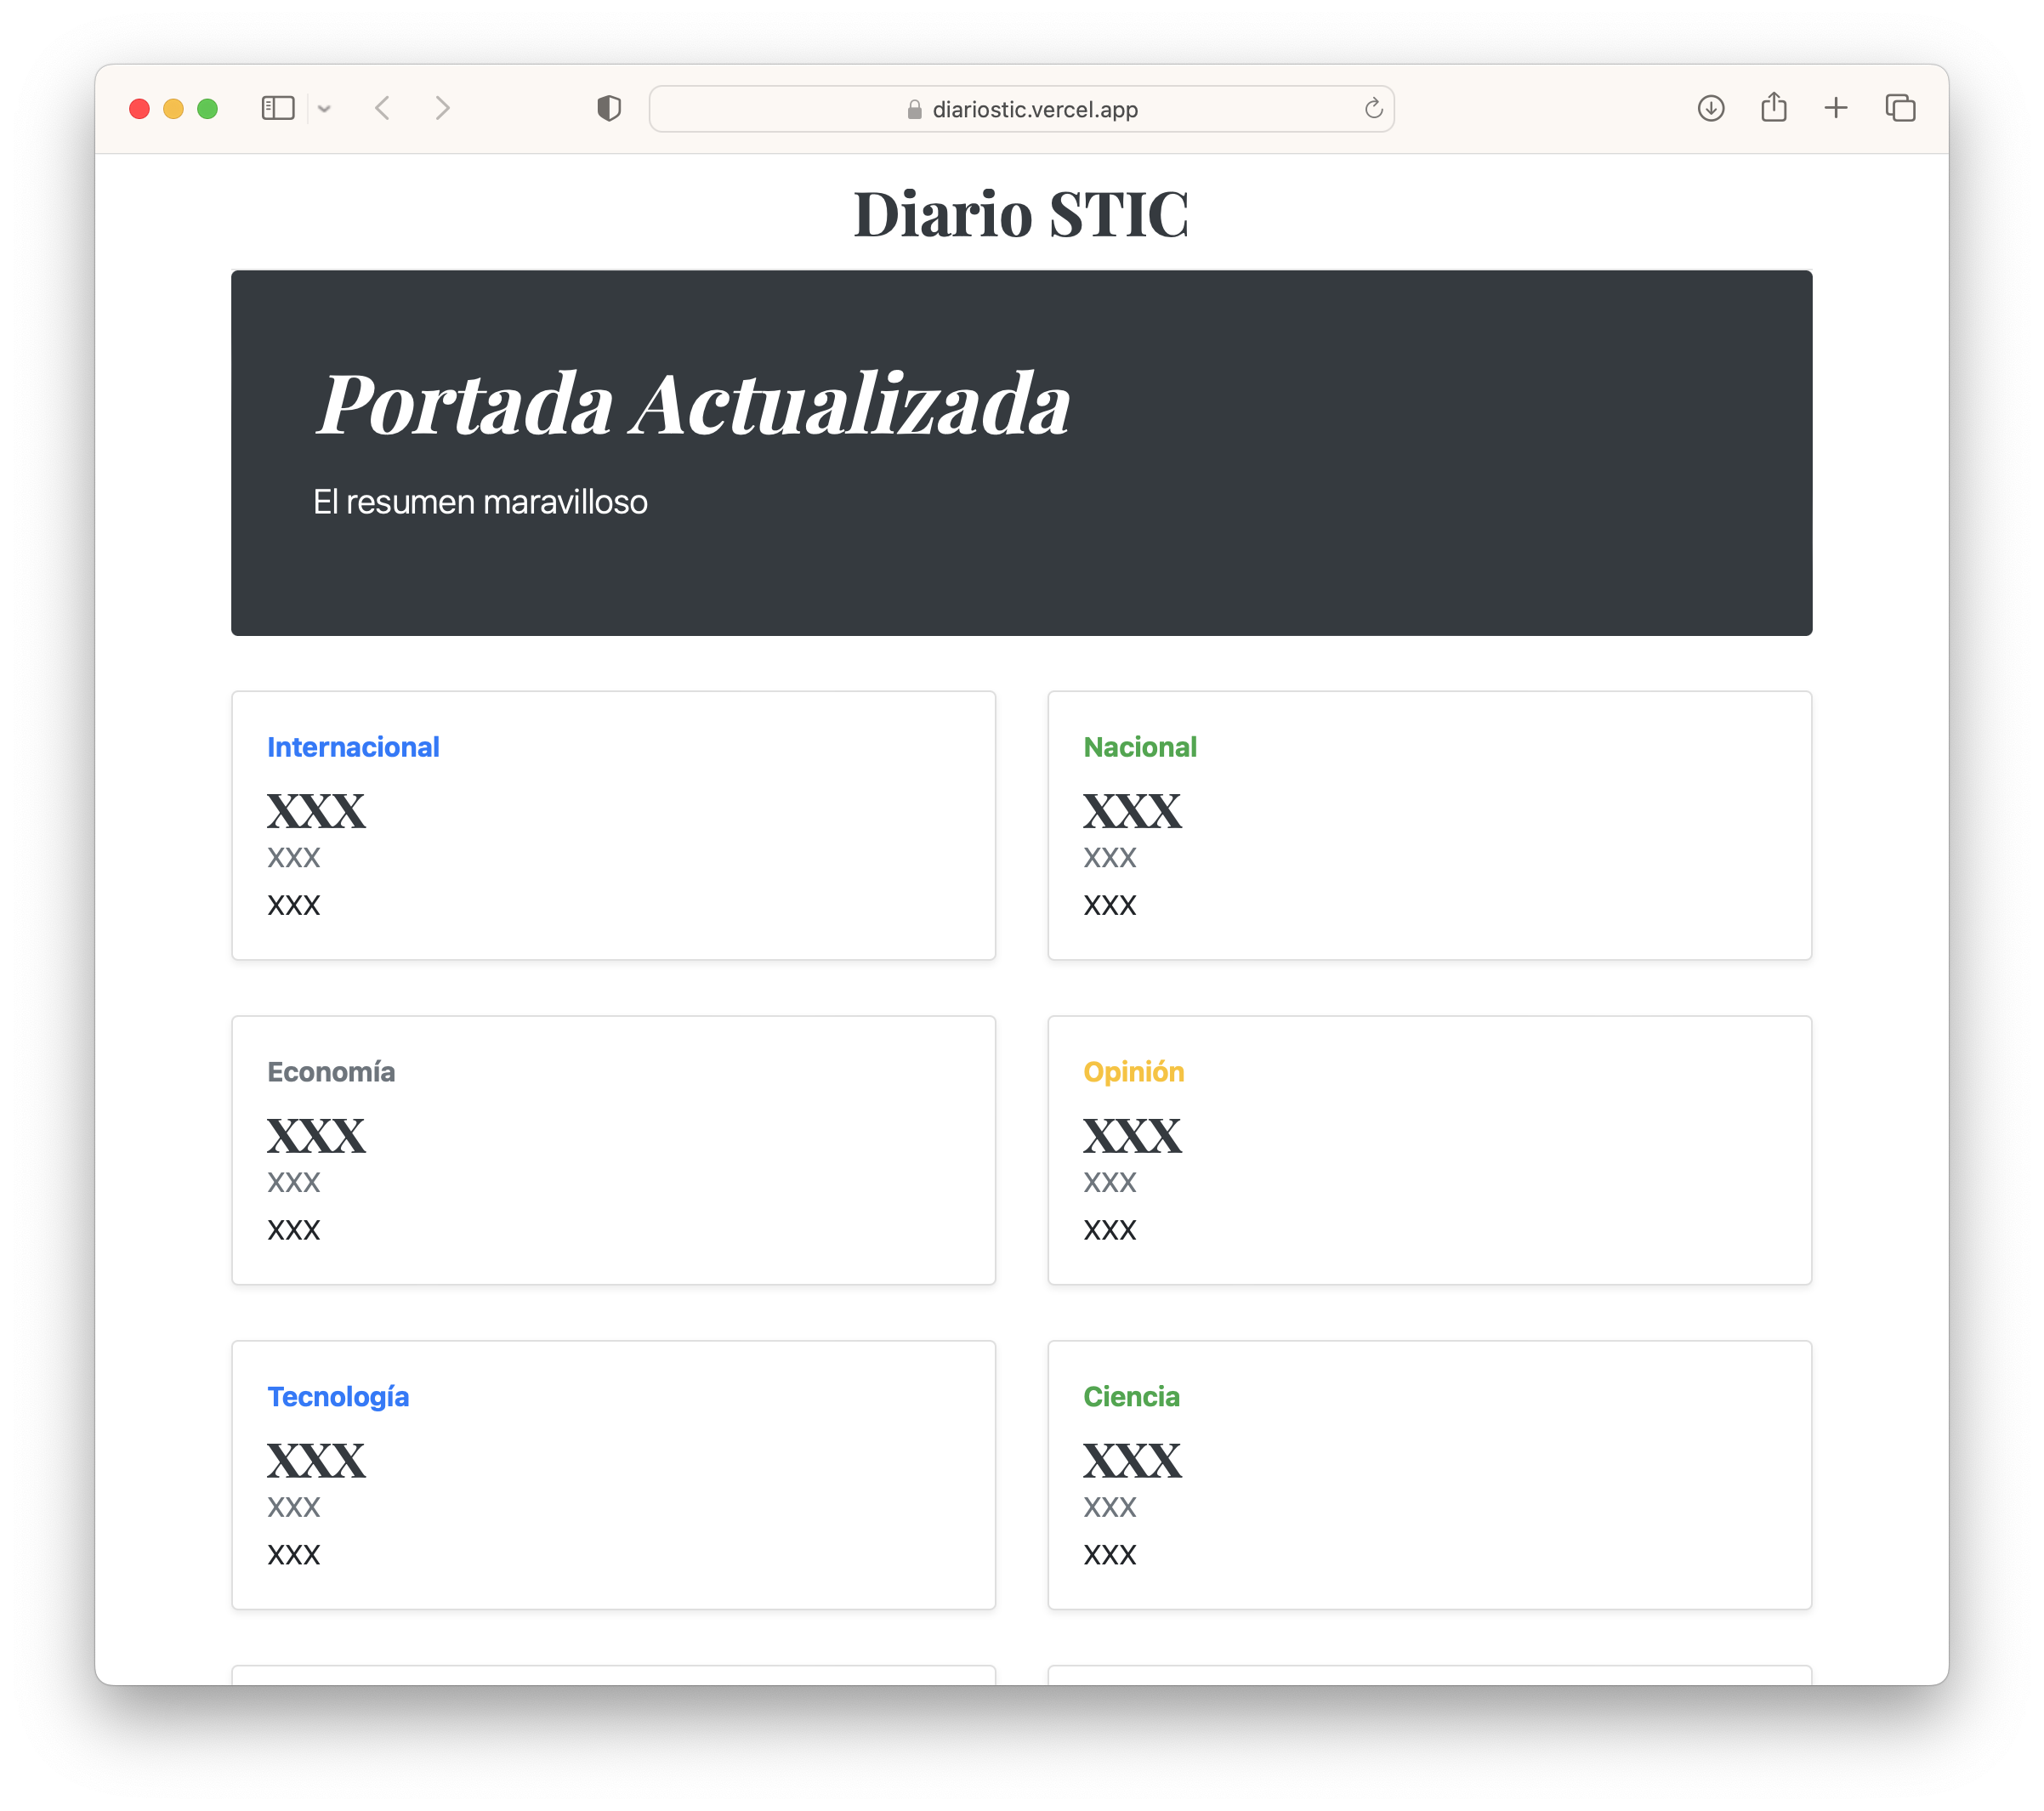 diariostic.vercel.app
Diario STIC
Portada Actualizada
El resumen maravilloso
Internacional
XXX
XXX
XXX
Nacional
XXX
XXX
XXX
Economía
XXX
XXX
XXX
Opinión
XXX
XXX
XXX
Tecnología
XXX
XXX
XXX
Ciencia
XXX
XXX
XXX